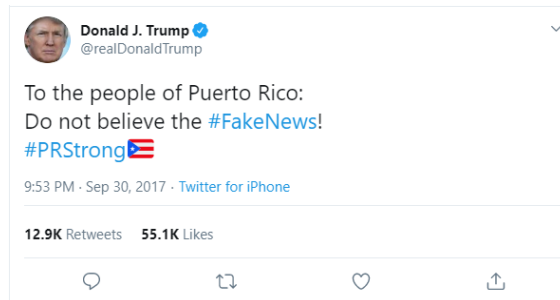 Donald J. Trump
@realDonaldTrump
To the people of Puerto Rico:
Do not believe the #FakeNews!
#PRStrong🇵🇷
9:53 PM · Sep 30, 2017 · Twitter for iPhone
12.9K Retweets 55.1K Likes